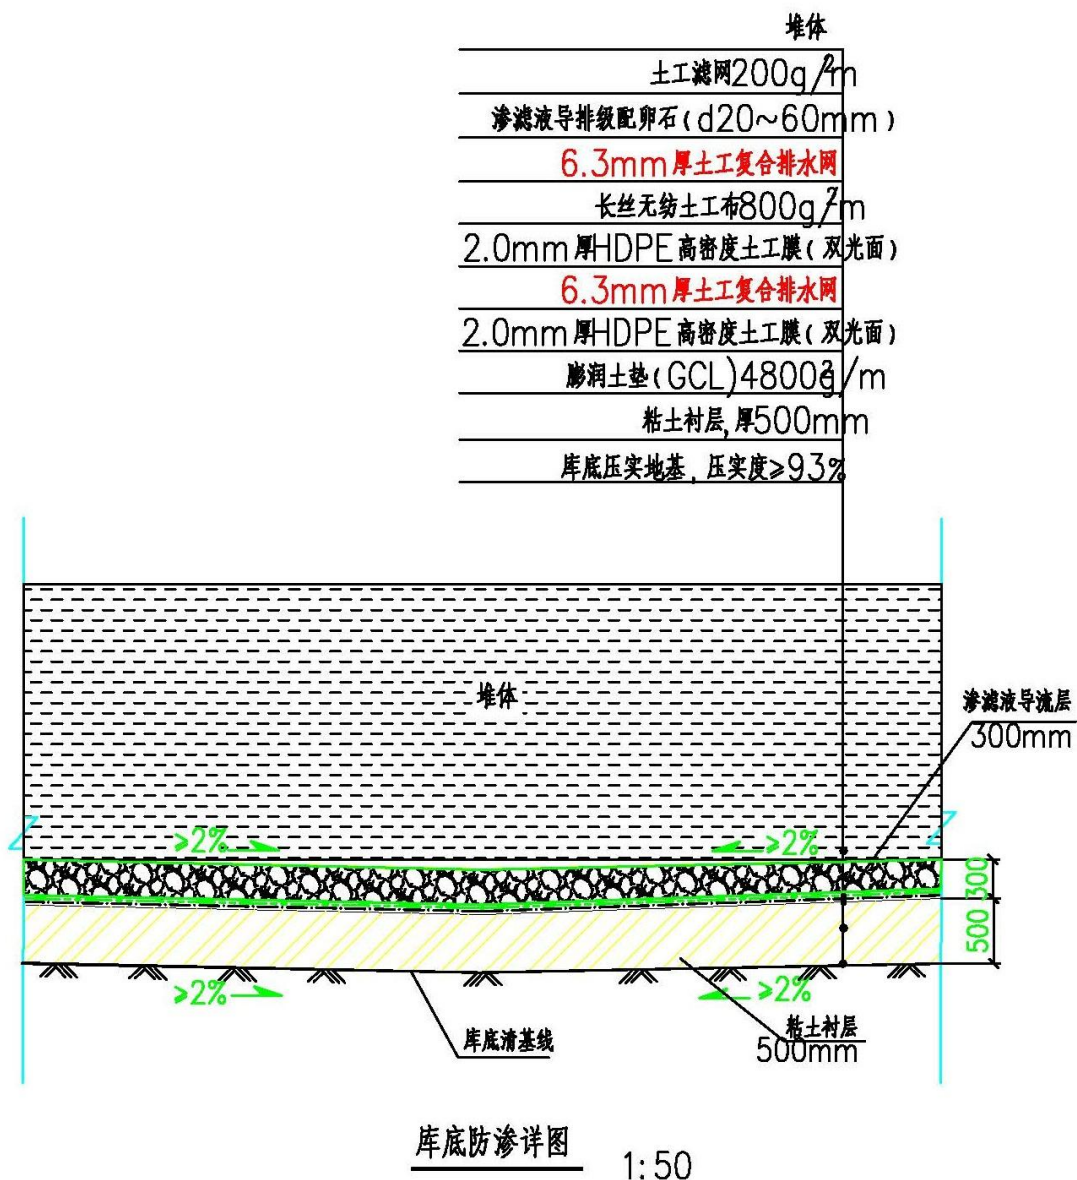 堆体
土工滤网200g/m²
渗滤液导排级配卵石(d20~60mm)
6.3mm厚土工复合排水网
长丝无纺土工布800g/m²
2.0mm厚HDPE高密度土工膜(双光面)
6.3mm厚土工复合排水网
2.0mm厚HDPE高密度土工膜(双光面)
膨润土垫(GCL)4800g/m²
粘土衬层,厚500mm
库底压实地基,压实度≥93%
堆体
渗滤液导流层
300mm
≥2%
≥2%
300
500
≥2%
≥2%
粘土衬层
500mm
库底清基线
库底防渗详图 1:50